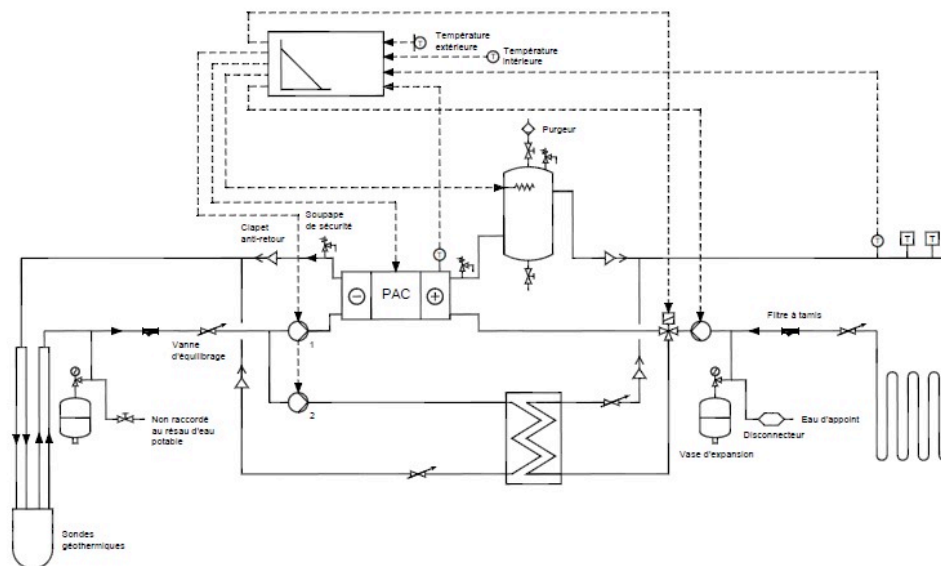 Température
extérieure
T
Température
intérieure
T
Purgeur
Soupape
de sécurité
Clapet
anti-retour
T
T
T
T
PAC
Filtre à tamis
1
Vanne
d'équilibrage
2
Non raccordé
au résau d'eau
potable
Eau d'appoint
Disconnecteur
Vase d'expansion
Sondes
géothermiques